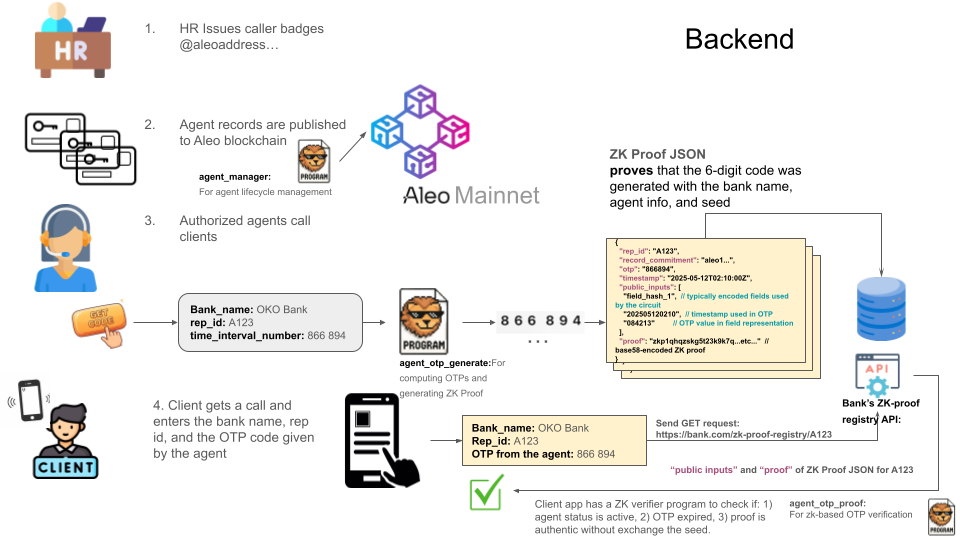 Backend
HR
1. HR Issues caller badges
@aleoaddress…
2. Agent records are published
to Aleo blockchain
PROGRAM
agent_manager:
For agent lifecycle management
Aleo Mainnet
3. Authorized agents call
clients
ZK Proof JSON
proves that the 6-digit code was
generated with the bank name,
agent info, and seed
GET
CODE
Bank_name: OKO Bank
rep_id: A123
time_interval_number: 866 894
PROGRAM
agent_otp_generate:For
computing OTPs and
generating ZK Proof
866 894
...
{
"rep_id": "A123",
"record_commitment": "aleo1...",
"otp": "866894",
"timestamp": "2025-05-12T02:10:00Z",
"public_inputs": [
"field_hash_1", // typically encoded fields used
by the circuit
"202505120210", // timestamp used in OTP
"084213" // OTP value in field representation
],
"proof": "zkp1qhqzskg5t23k9k7q...etc..." //
base58-encoded ZK proof
}
API
Bank's ZK-proof
registry API:
CLIENT
4. Client gets a call and
enters the bank name, rep
id, and the OTP code given
by the agent
Bank_name: OKO Bank
Rep_id: A123
OTP from the agent: 866 894
Send GET request:
https://bank.com/zk-proof-registry/A123
"public inputs" and "proof" of ZK Proof JSON for A123
Client app has a ZK verifier program to check if: 1)
agent status is active, 2) OTP expired, 3) proof is
authentic without exchange the seed.
agent_otp_proof:
For zk-based OTP verification
PROGRAM